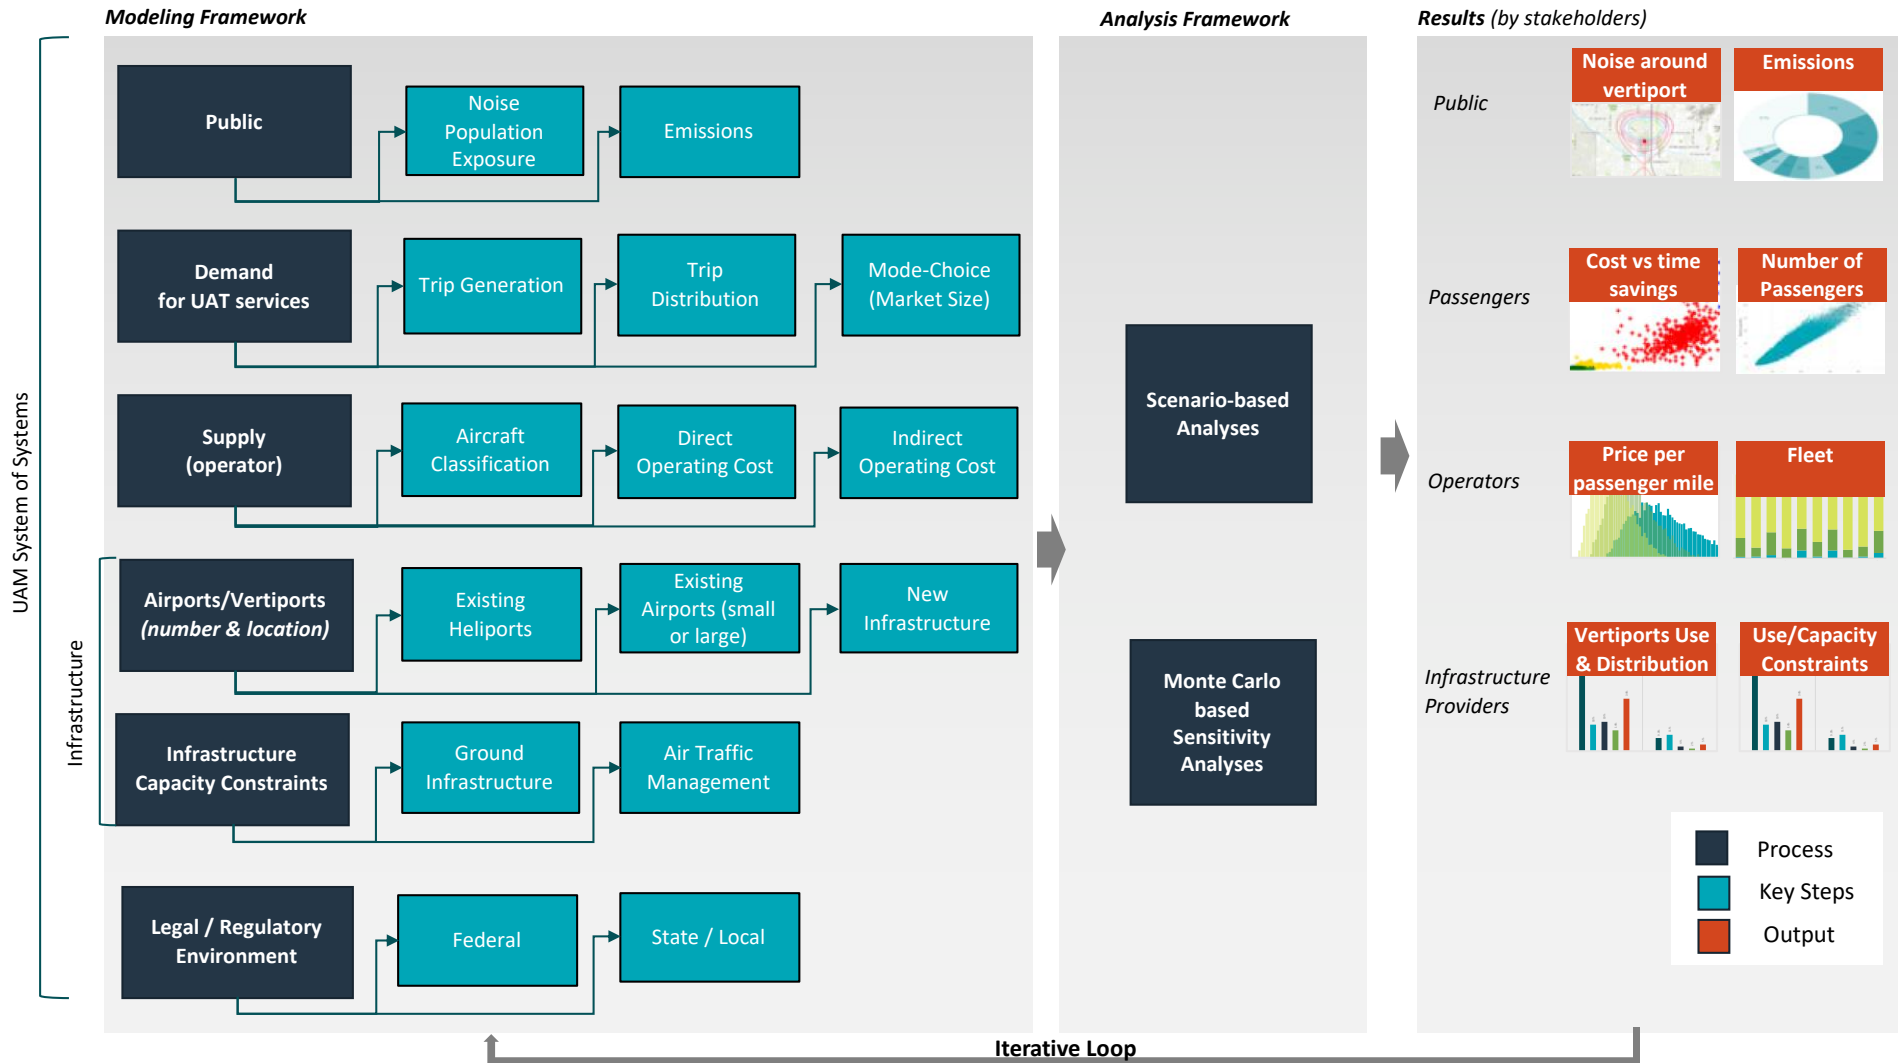 Modeling Framework
Analysis Framework
Results (by stakeholders)
UAM System of Systems
Infrastructure
Public
Noise
Population
Exposure
Emissions
Demand
for UAT services
Trip Generation
Trip
Distribution
Mode-Choice
(Market Size)
Supply
(operator)
Aircraft
Classification
Direct
Operating Cost
Indirect
Operating Cost
Airports/Vertiports
(number & location)
Existing
Heliports
Existing
Airports (small
or large)
New
Infrastructure
Infrastructure
Capacity Constraints
Ground
Infrastructure
Air Traffic
Management
Legal / Regulatory
Environment
Federal
State / Local
Scenario-based
Analyses
Monte Carlo
based
Sensitivity
Analyses
Public
Noise around
vertiport
Emissions
Passengers
Cost vs time
savings
Number of
Passengers
Operators
Price per
passenger mile
Fleet
Infrastructure
Providers
Vertiports Use
& Distribution
Use/Capacity
Constraints
Process
Key Steps
Output
Iterative Loop